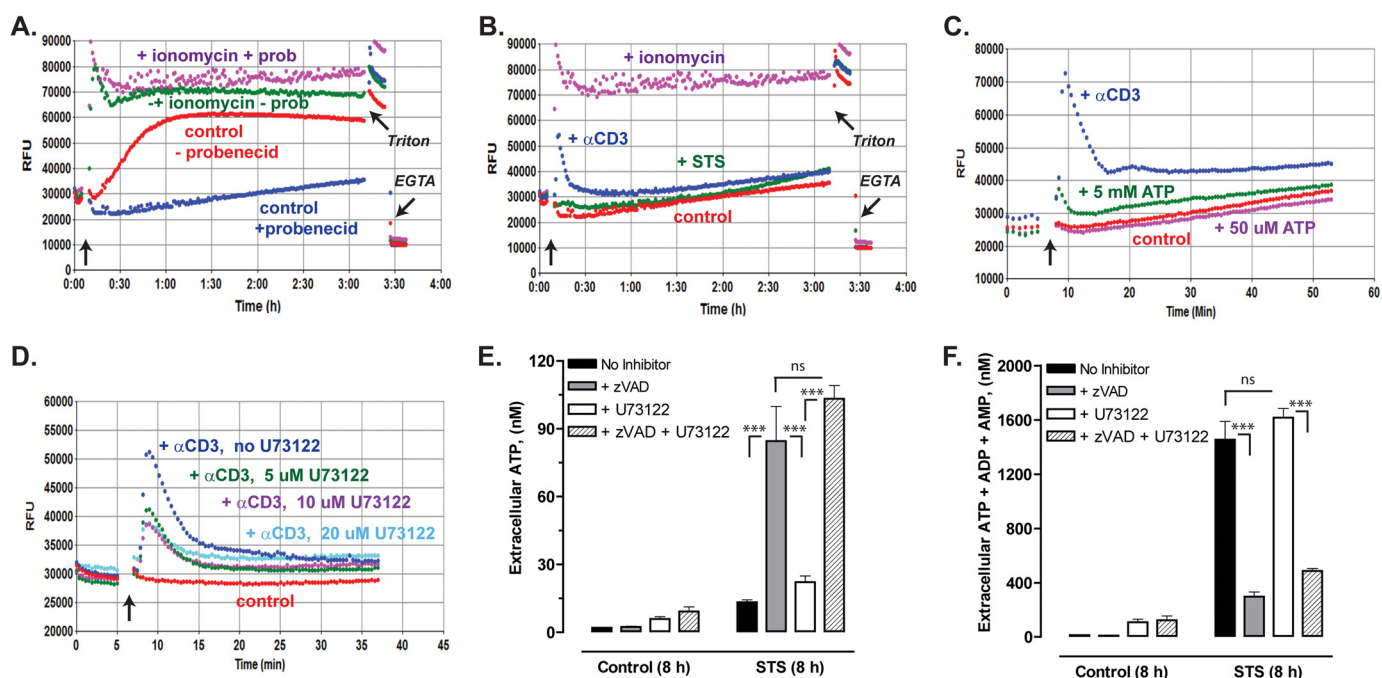 A.
90000
80000
70000
60000
50000
40000
30000
20000
10000
0
RFU
+ ionomycin + prob
-+ ionomycin - prob
control
- probenecid
Triton
EGTA
control
+probenecid
0:00 0:30 1:00 1:30 2:00 2:30 3:00 3:30 4:00
Time (h)
B.
90000
80000
70000
60000
50000
40000
30000
20000
10000
0
RFU
+ ionomycin
+ αCD3
+ STS
control
Triton
EGTA
0:00 0:30 1:00 1:30 2:00 2:30 3:00 3:30 4:00
Time (h)
C.
80000
70000
60000
50000
40000
30000
20000
10000
RFU
+ αCD3
+ 5 mM ATP
control
+ 50 uM ATP
0 10 20 30 40 50 60
Time (Min)
D.
60000
55000
50000
45000
40000
35000
30000
25000
20000
RFU
+ αCD3, no U73122
+ αCD3, 5 uM U73122
+ αCD3, 10 uM U73122
+ αCD3, 20 uM U73122
control
0 5 10 15 20 25 30 35 40 45
Time (min)
E.
120
90
60
30
0
Extracellular ATP, (nM)
No Inhibitor
+ zVAD
+ U73122
+ zVAD + U73122
ns
***
***
***
Control (8 h)
STS (8 h)
F.
2000
1600
1200
800
400
0
Extracellular ATP + ADP + AMP, (nM)
No Inhibitor
+ zVAD
+ U73122
+ zVAD + U73122
ns
***
***
Control (8 h)
STS (8 h)